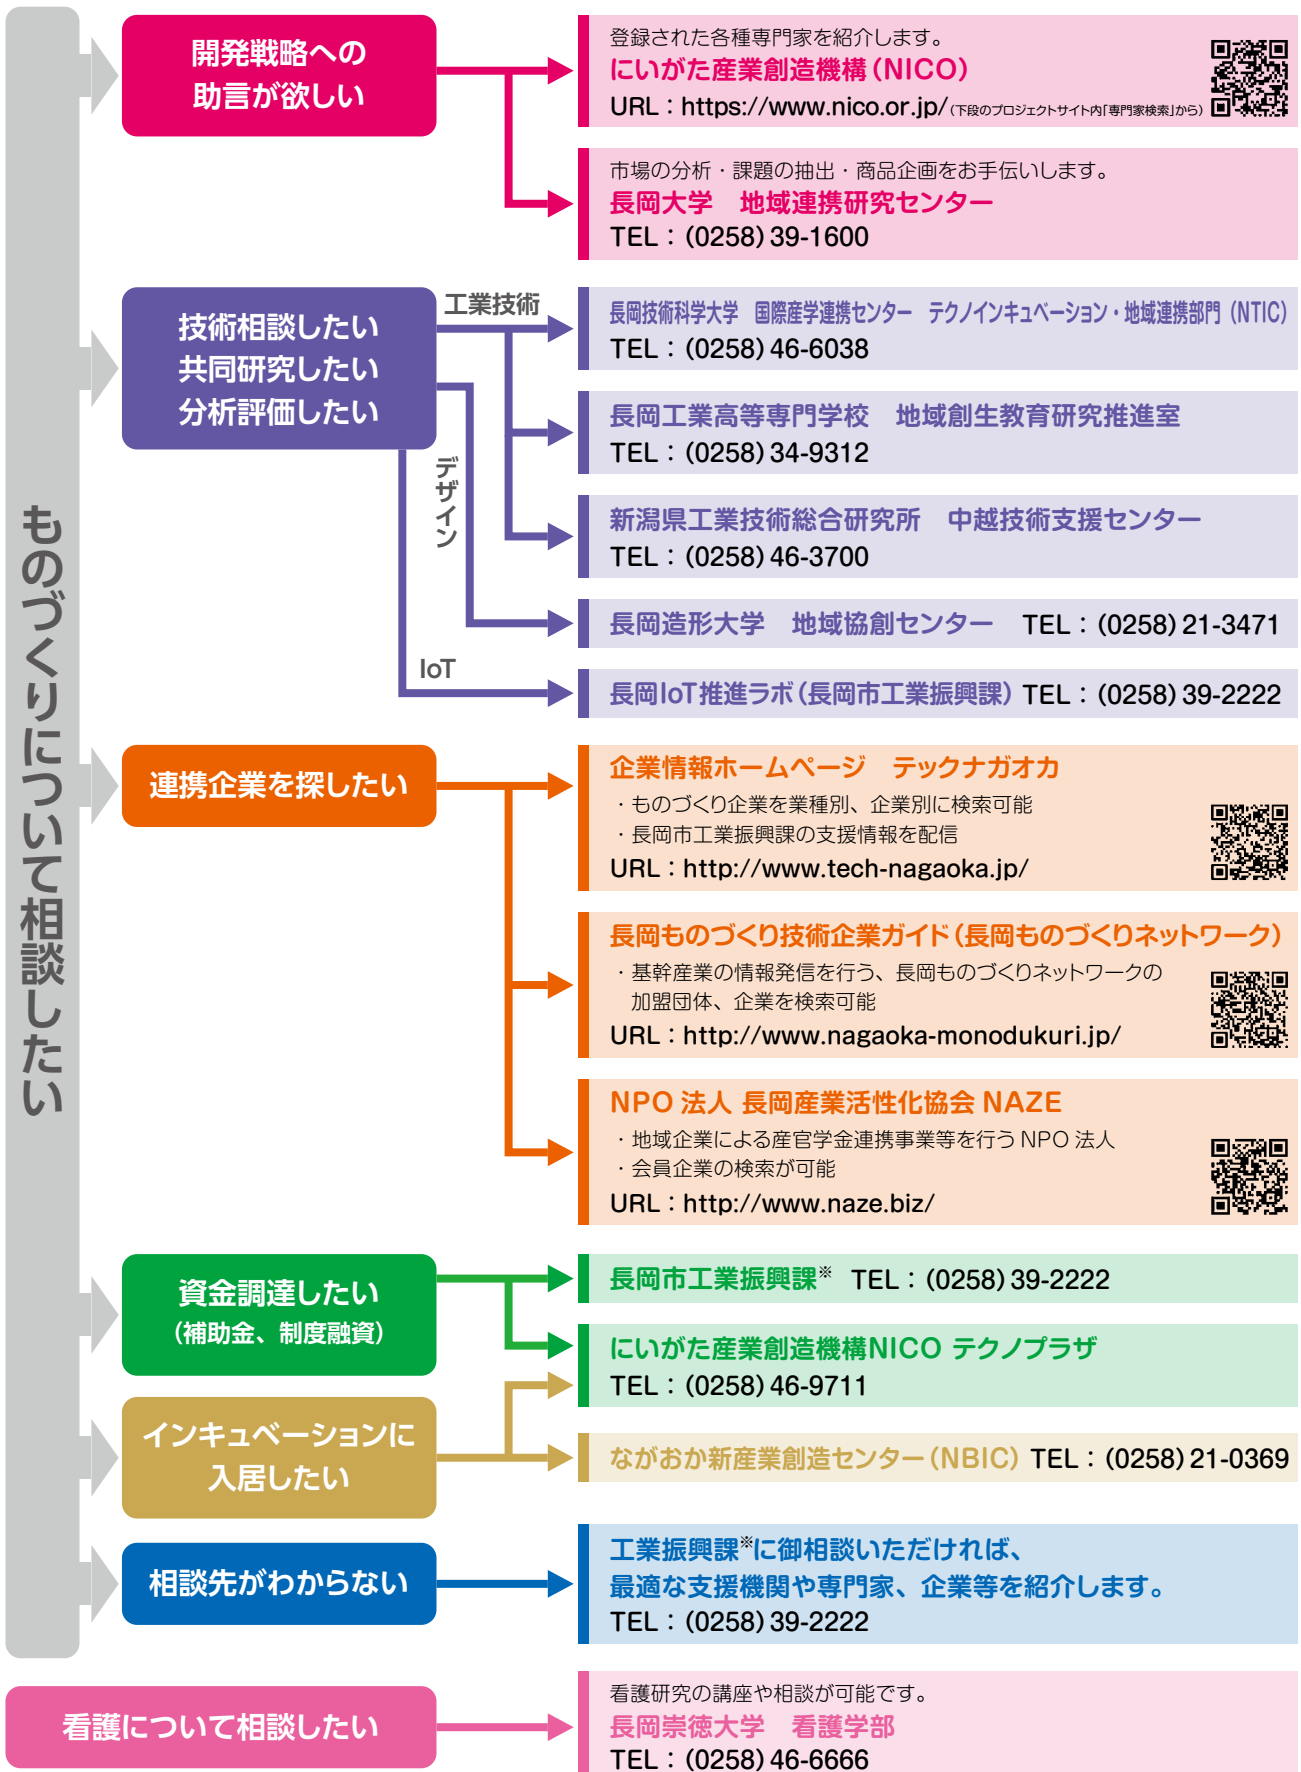 ものづくりについて相談したい
開発戦略への
助言が欲しい
登録された各種専門家を紹介します。
にいがた産業創造機構（NICO）
URL：https://www.nico.or.jp/（下段のプロジェクトサイト内「専門家検索」から）
市場の分析・課題の抽出・商品企画をお手伝いします。
長岡大学　地域連携研究センター
TEL：（0258）39-1600
技術相談したい
共同研究したい
分析評価したい
工業技術
長岡技術科学大学　国際産学連携センター　テクノインキュベーション・地域連携部門（NTIC）
TEL：（0258）46-6038
長岡工業高等専門学校　地域創生教育研究推進室
TEL：（0258）34-9312
新潟県工業技術総合研究所　中越技術支援センター
TEL：（0258）46-3700
デザイン
長岡造形大学　地域協創センター　TEL：（0258）21-3471
IoT
長岡IoT推進ラボ（長岡市工業振興課）TEL：（0258）39-2222
連携企業を探したい
企業情報ホームページ　テックナガオカ
・ものづくり企業を業種別、企業別に検索可能
・長岡市工業振興課の支援情報を配信
URL：http://www.tech-nagaoka.jp/
長岡ものづくり技術企業ガイド（長岡ものづくりネットワーク）
・基幹産業の情報発信を行う、長岡ものづくりネットワークの
加盟団体、企業を検索可能
URL：http://www.nagaoka-monodukuri.jp/
NPO 法人 長岡産業活性化協会 NAZE
・地域企業による産官学金連携事業等を行う NPO 法人
・会員企業の検索が可能
URL：http://www.naze.biz/
資金調達したい
（補助金、制度融資）
長岡市工業振興課※　TEL：（0258）39-2222
にいがた産業創造機構NICO テクノプラザ
TEL：（0258）46-9711
インキュベーションに
入居したい
ながおか新産業創造センター（NBIC）TEL：（0258）21-0369
相談先がわからない
工業振興課※に御相談いただければ、
最適な支援機関や専門家、企業等を紹介します。
TEL：（0258）39-2222
看護について相談したい
看護研究の講座や相談が可能です。
長岡崇徳大学　看護学部
TEL：（0258）46-6666